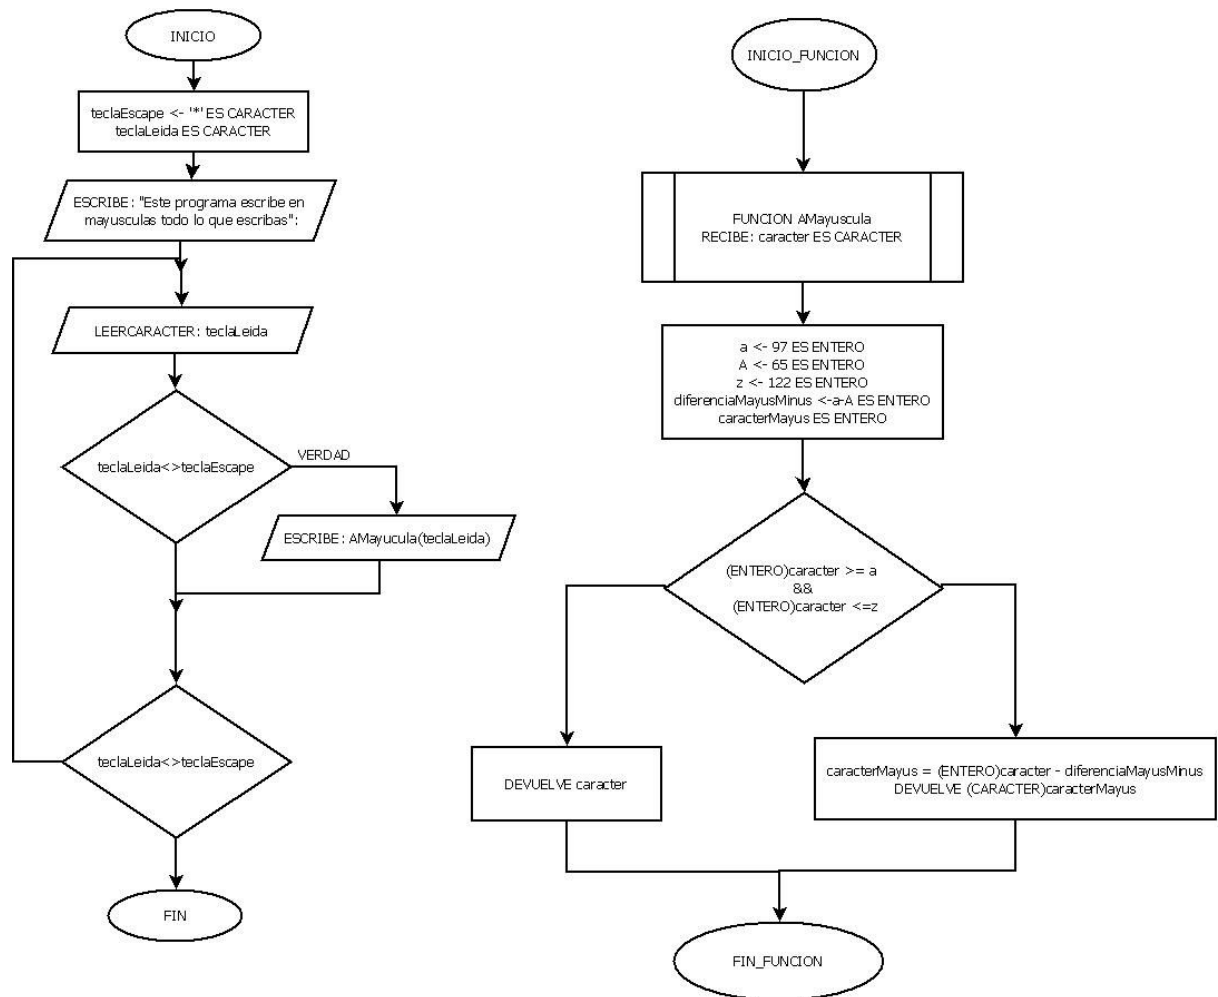 INICIO
teclaEscape <- '*' ES CARACTER
teclaLeida ES CARACTER
ESCRIBE: "Este programa escribe en
mayusculas todo lo que escribas":
LEERCARACTER: teclaLeida
teclaLeida<>teclaEscape
VERDAD
ESCRIBE: AMayucula(teclaLeida)
teclaLeida<>teclaEscape
FIN
INICIO_FUNCION
FUNCION AMayuscula
RECIBE: caracter ES CARACTER
a <- 97 ES ENTERO
A <- 65 ES ENTERO
z <- 122 ES ENTERO
diferenciaMayusMinus <-a-A ES ENTERO
caracterMayus ES ENTERO
(ENTERO)caracter >= a
&&
(ENTERO)caracter <=z
DEVUELVE caracter
caracterMayus = (ENTERO)caracter - diferenciaMayusMinus
DEVUELVE (CARACTER)caracterMayus
FIN_FUNCION